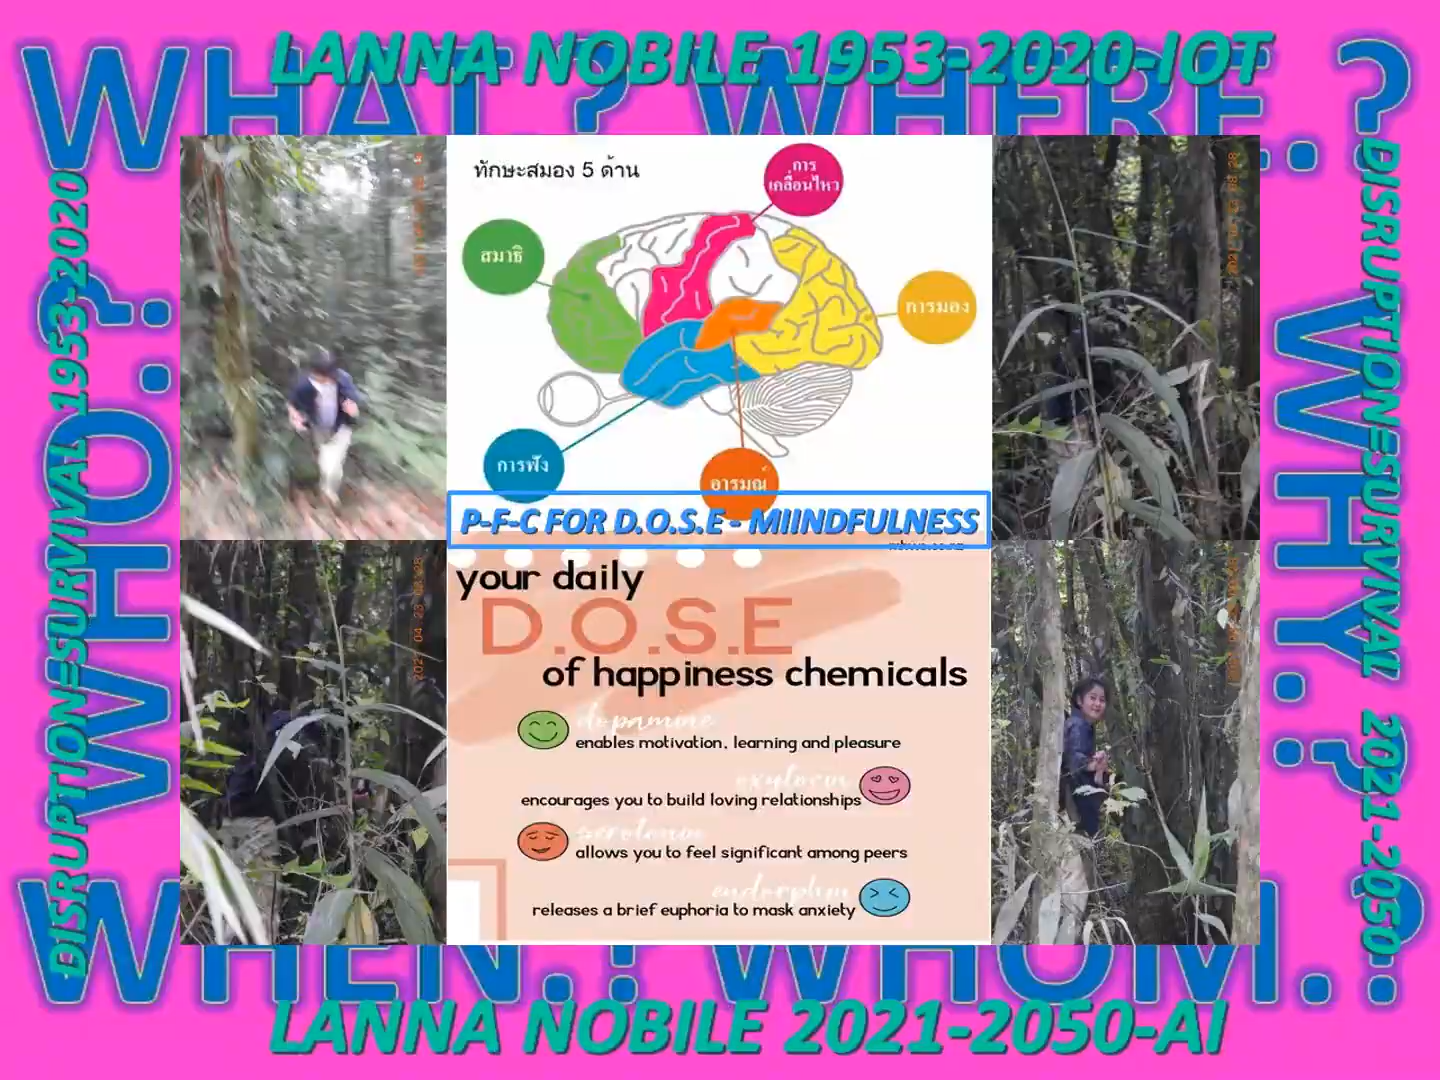 LANNA NOBILE 1953-2020-IOT
WHAT.? WHERE.?
ทักษะสมอง 5 ด้าน
การ
เคลื่อนไหว
สมาธิ
การมอง
การฟัง
อารมณ์
P-F-C FOR D.O.S.E - MIINDFULNESS
your daily
D.O.S.E
of happiness chemicals
dopamine
enables motivation, learning and pleasure
encourages you to build loving relationships
allows you to feel significant among peers
endorphin
releases a brief euphoria to mask anxiety
WHO.?
DISRUPTION=SURVIVAL 1953-2020
WHY.?
DISRUPTION=SURVIVAL 2021-2050
WHEN.? WHOM.?
LANNA NOBILE 2021-2050-AI